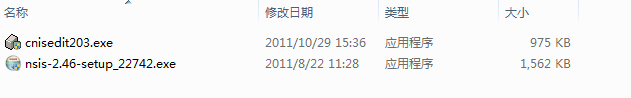 名称 修改日期 类型 大小
cnisedit203.exe 2011/10/29 15:36 应用程序 975 KB
nsis-2.46-setup_22742.exe 2011/8/22 11:28 应用程序 1,562 KB